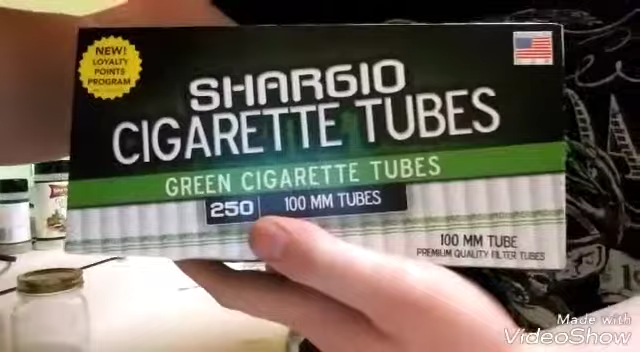 NEW!
LOYALTY
POINTS
PROGRAM
SHARGIO
CIGARETTE TUBES
GREEN CIGARETTE TUBES
250 100 MM TUBES
100 MM TUBE
PREMIUM QUALITY FILTER TUBES
Made with
VideoShow